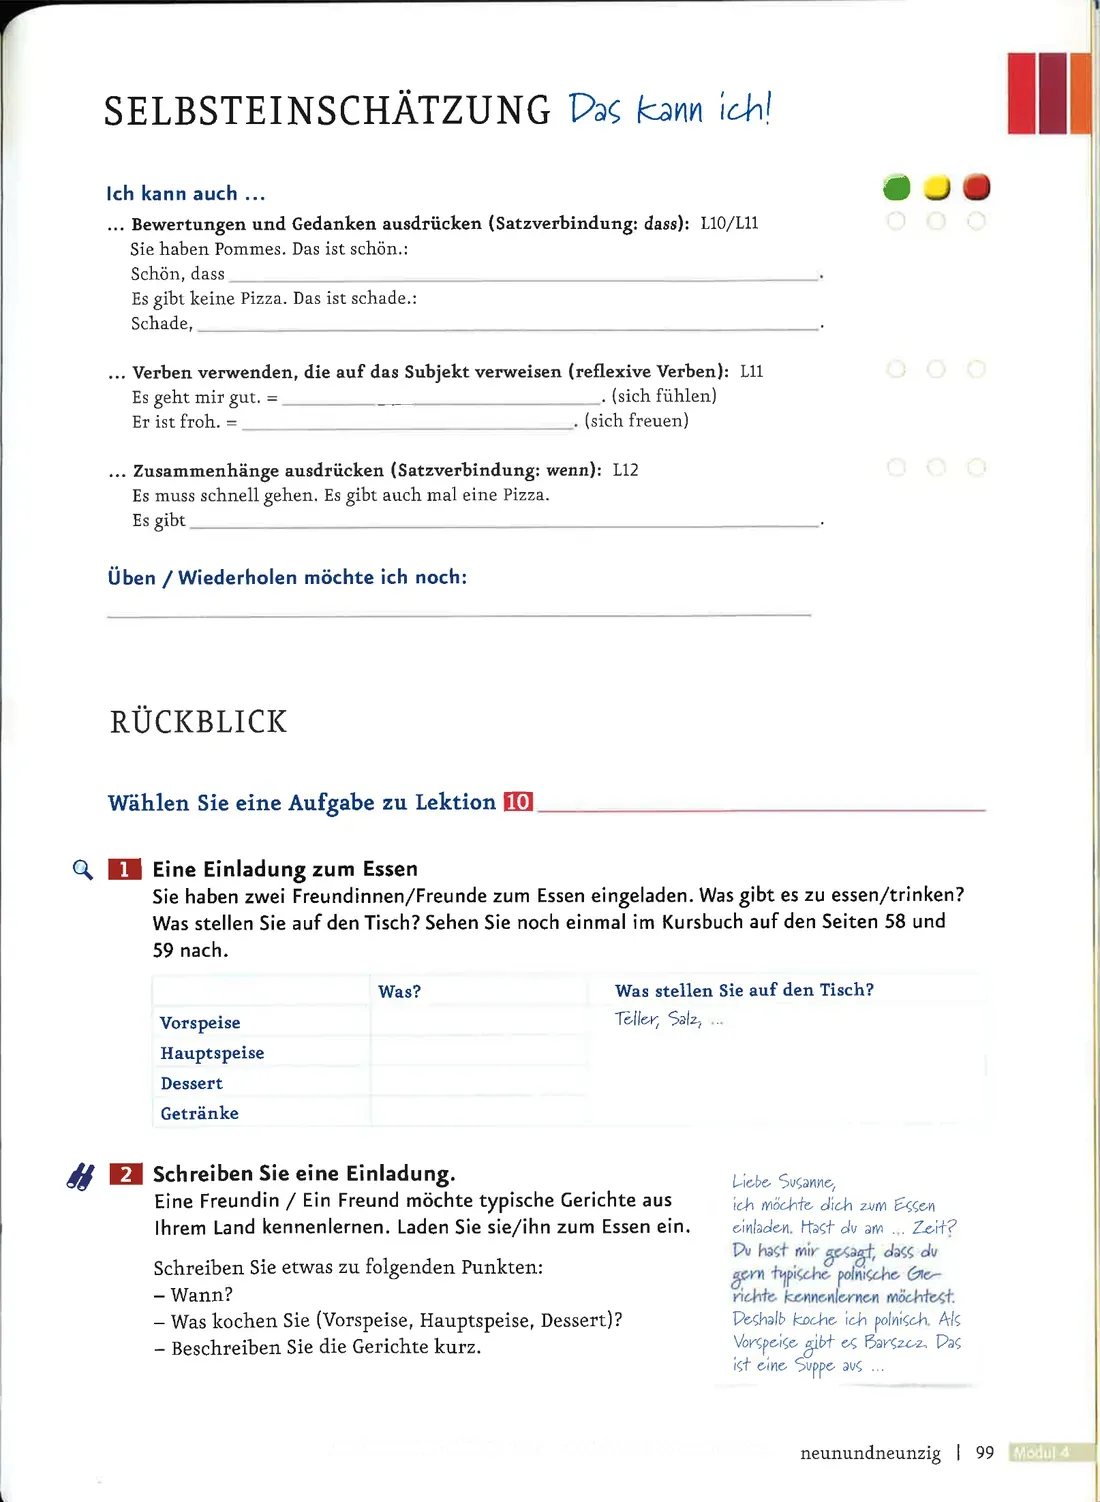 SELBSTEINSCHÄTZUNG Das kann ich!
Ich kann auch ...
... Bewertungen und Gedanken ausdrücken (Satzverbindung: dass): L10/L11
Sie haben Pommes. Das ist schön.:
Schön, dass ______.
Es gibt keine Pizza. Das ist schade.:
Schade, ______.
... Verben verwenden, die auf das Subjekt verweisen (reflexive Verben): L11
Es geht mir gut. = ______. (sich fühlen)
Er ist froh. = ______. (sich freuen)
... Zusammenhänge ausdrücken (Satzverbindung: wenn): L12
Es muss schnell gehen. Es gibt auch mal eine Pizza.
Es gibt ______.
Üben / Wiederholen möchte ich noch:
RÜCKBLICK
Wählen Sie eine Aufgabe zu Lektion 10
1 Eine Einladung zum Essen
Sie haben zwei Freundinnen/Freunde zum Essen eingeladen. Was gibt es zu essen/trinken?
Was stellen Sie auf den Tisch? Sehen Sie noch einmal im Kursbuch auf den Seiten 58 und
59 nach.
Was? Was stellen Sie auf den Tisch?
Vorspeise Teller, Salz, ...
Hauptspeise
Dessert
Getränke
2 Schreiben Sie eine Einladung.
Eine Freundin / Ein Freund möchte typische Gerichte aus
Ihrem Land kennenlernen. Laden Sie sie/ihn zum Essen ein.
Schreiben Sie etwas zu folgenden Punkten:
– Wann?
– Was kochen Sie (Vorspeise, Hauptspeise, Dessert)?
– Beschreiben Sie die Gerichte kurz.
Liebe Susanne,
ich möchte dich zum Essen
einladen. Hast du am ... Zeit?
Du hast mir gesagt, dass du
gern typische polnische Ge-
richte kennenlernen möchtest.
Deshalb koche ich polnisch. Als
Vorspeise gibt es Barszcz. Das
ist eine Suppe aus ...
neunundneunzig | 99 Modul 4